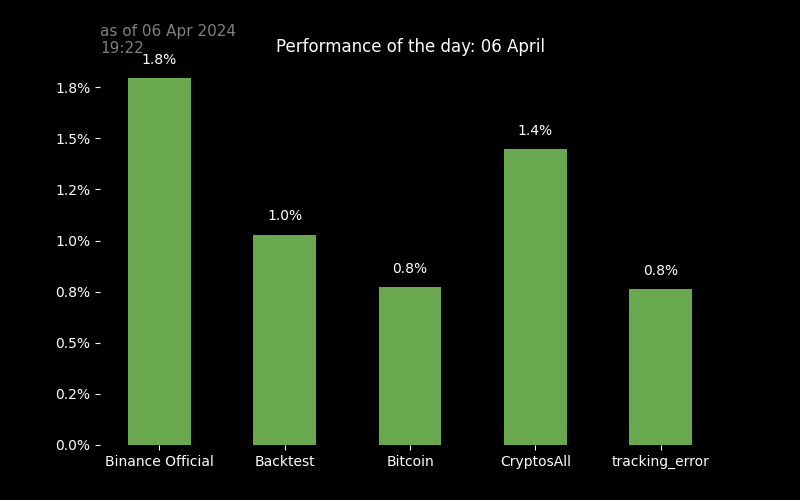 as of 06 Apr 2024
19:22
Performance of the day: 06 April
1.8%
1.0%
0.8%
1.4%
0.8%
1.8%
1.5%
1.2%
1.0%
0.8%
0.5%
0.2%
0.0%
Binance Official
Backtest
Bitcoin
CryptosAll
tracking_error